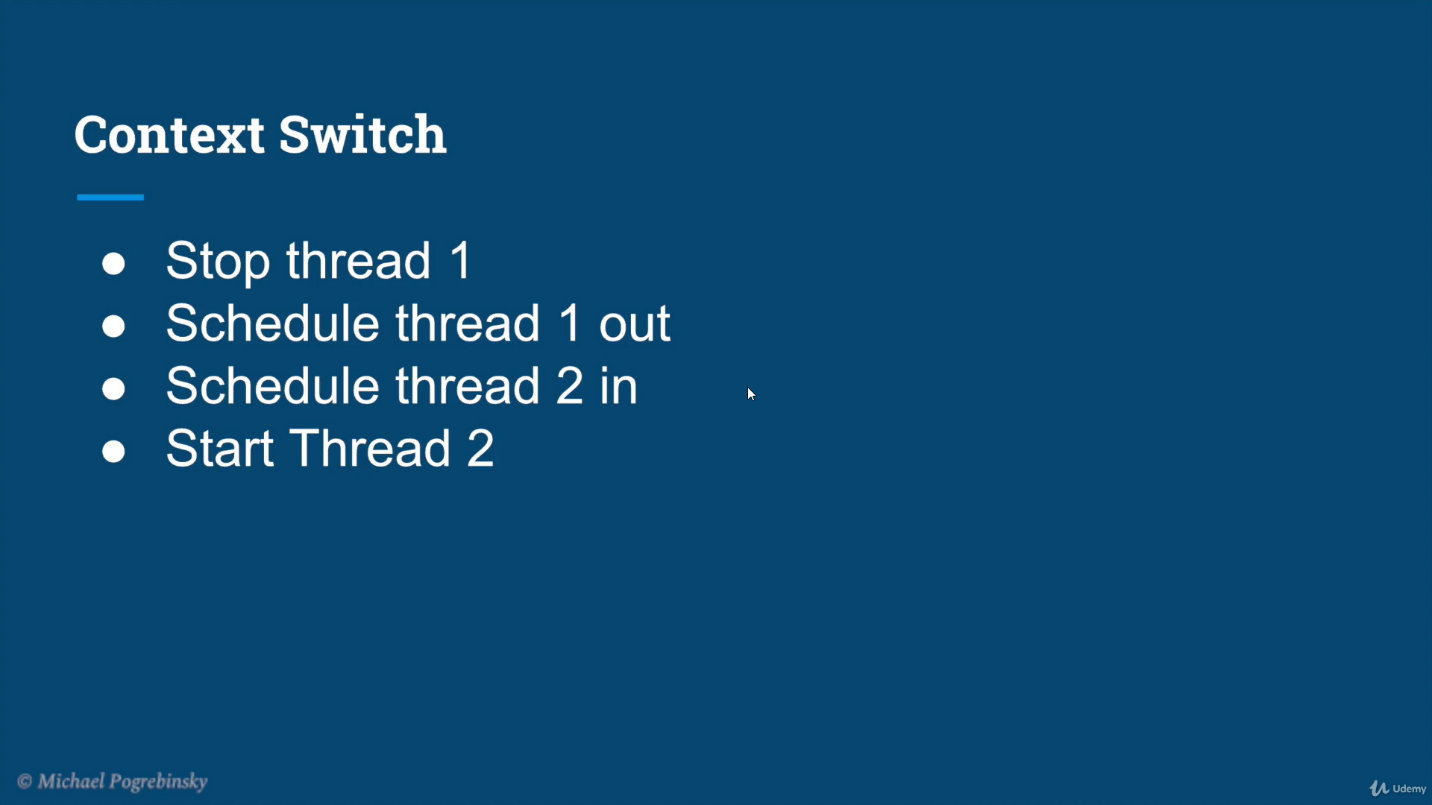 Context Switch
● Stop thread 1
● Schedule thread 1 out
● Schedule thread 2 in
● Start Thread 2
© Michael Pogrebinsky
Udemy